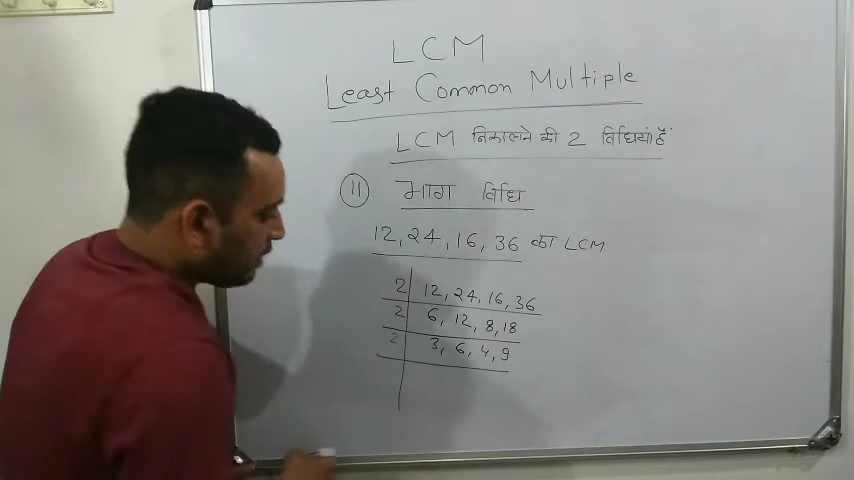 LCM
Least Common Multiple
LCM निकालने की 2 विधियां हैं
(11) भाग विधि
12, 24, 16, 36 का LCM
2 | 12, 24, 16, 36
2 | 6, 12, 8, 18
2 | 3, 6, 4, 9